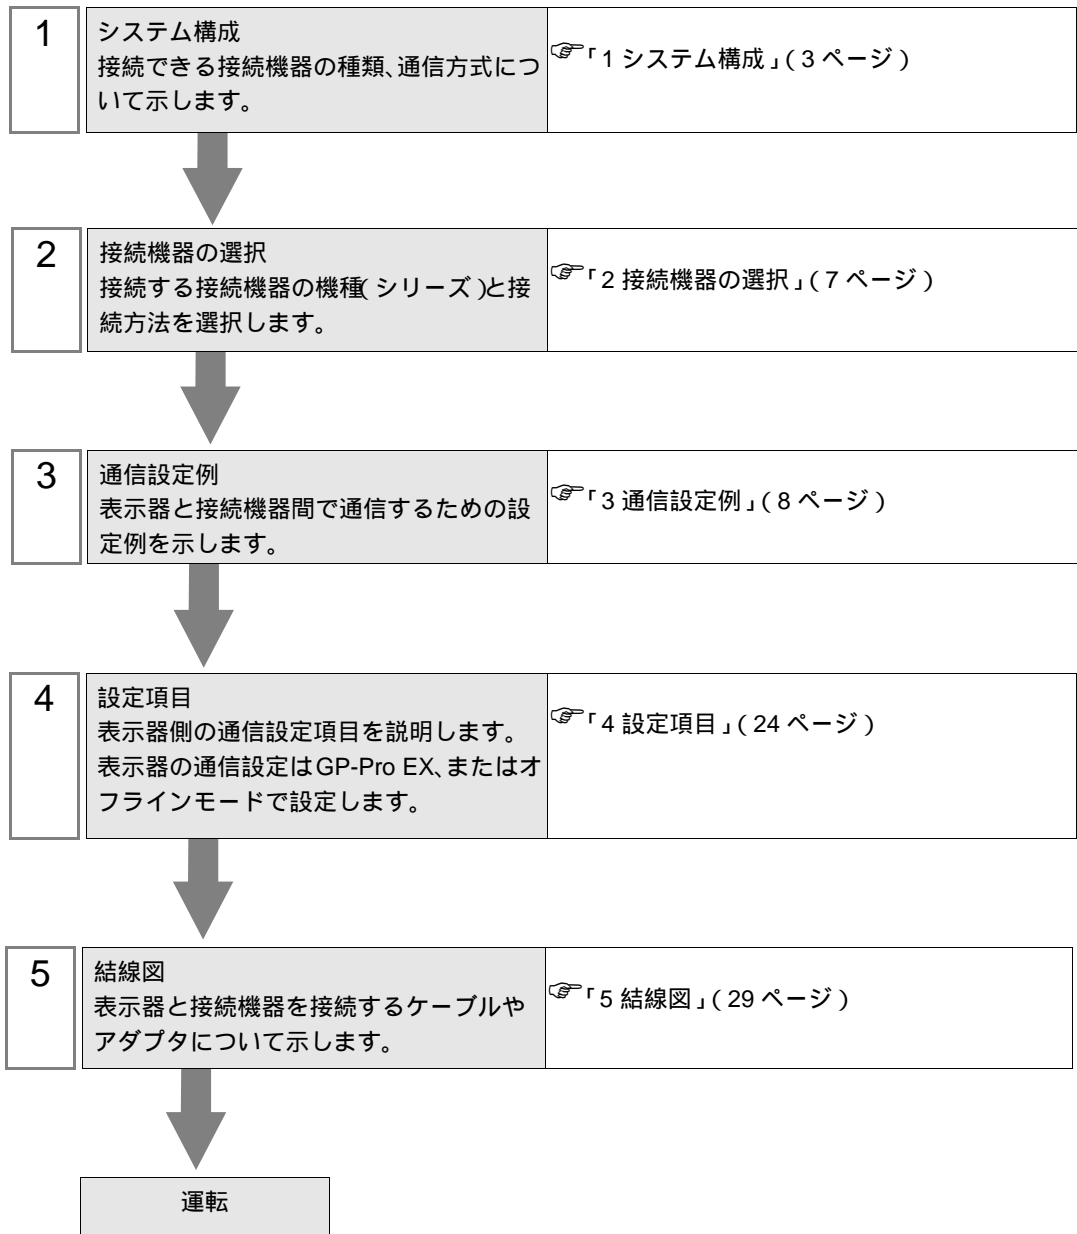 1
システム構成
接続できる接続機器の種類、通信方式につ
いて示します。
☞「1 システム構成」( 3 ページ )
2
接続機器の選択
接続する接続機器の機種( シリーズ )と接
続方法を選択します。
☞「2 接続機器の選択」( 7 ページ )
3
通信設定例
表示器と接続機器間で通信するための設
定例を示します。
☞「3 通信設定例」( 8 ページ )
4
設定項目
表示器側の通信設定項目を説明します。
表示器の通信設定はGP-Pro EX、またはオ
フラインモードで設定します。
☞「4 設定項目」( 24 ページ )
5
結線図
表示器と接続機器を接続するケーブルや
アダプタについて示します。
☞「5 結線図」( 29 ページ )
運転